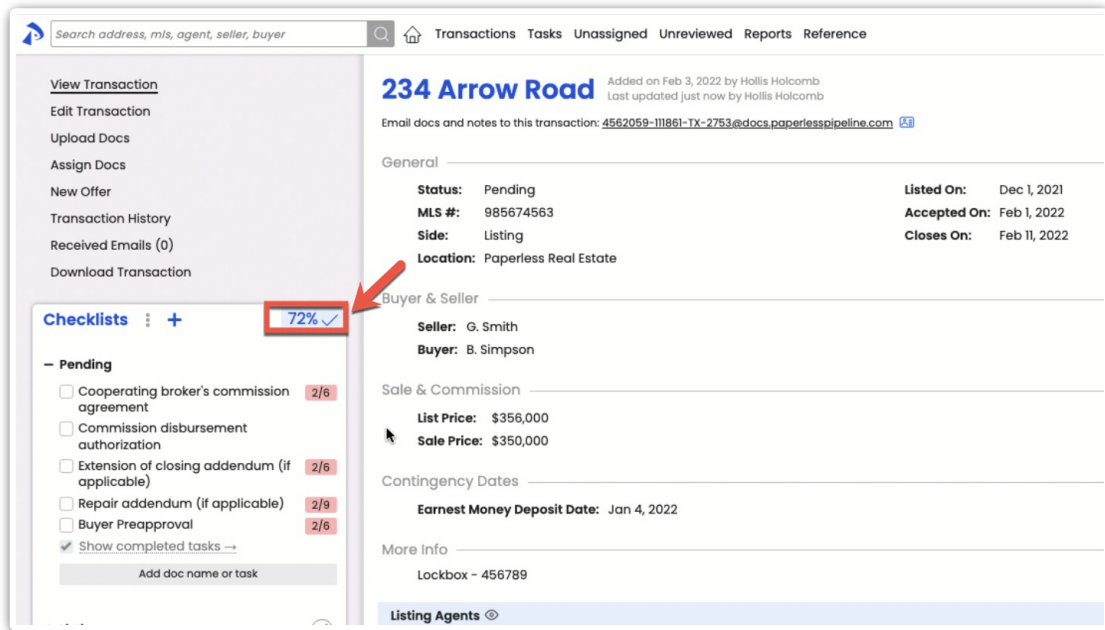 Search address, mls, agent, seller, buyer
Transactions Tasks Unassigned Unreviewed Reports Reference
View Transaction
Edit Transaction
Upload Docs
Assign Docs
New Offer
Transaction History
Received Emails (0)
Download Transaction
Checklists
72%
Pending
Cooperating broker's commission 2/6
agreement
Commission disbursement
authorization
Extension of closing addendum (if 2/6
applicable)
Repair addendum (if applicable) 2/9
Buyer Preapproval 2/6
Show completed tasks →
Add doc name or task
234 Arrow Road
Added on Feb 3, 2022 by Hollis Holcomb
Last updated just now by Hollis Holcomb
Email docs and notes to this transaction: 4562059-111861-TX-2753@docs.paperlesspipeline.com
General
Status: Pending
MLS #: 985674563
Side: Listing
Location: Paperless Real Estate
Listed On: Dec 1, 2021
Accepted On: Feb 1, 2022
Closes On: Feb 11, 2022
Buyer & Seller
Seller: G. Smith
Buyer: B. Simpson
Sale & Commission
List Price: $356,000
Sale Price: $350,000
Contingency Dates
Earnest Money Deposit Date: Jan 4, 2022
More Info
Lockbox - 456789
Listing Agents